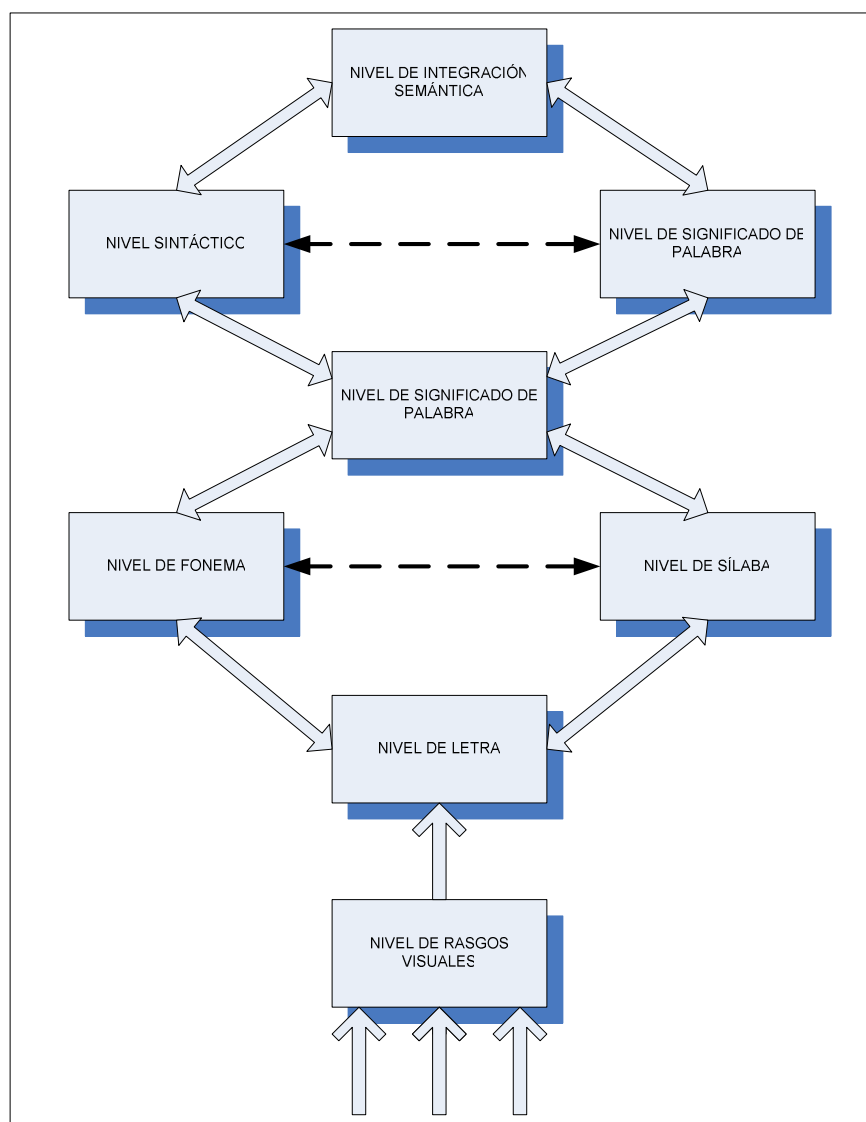 NIVEL DE INTEGRACIÓN
SEMÁNTICA
NIVEL SINTÁCTICO
NIVEL DE SIGNIFICADO DE
PALABRA
NIVEL DE SIGNIFICADO DE
PALABRA
NIVEL DE FONEMA
NIVEL DE SÍLABA
NIVEL DE LETRA
NIVEL DE RASGOS
VISUALES